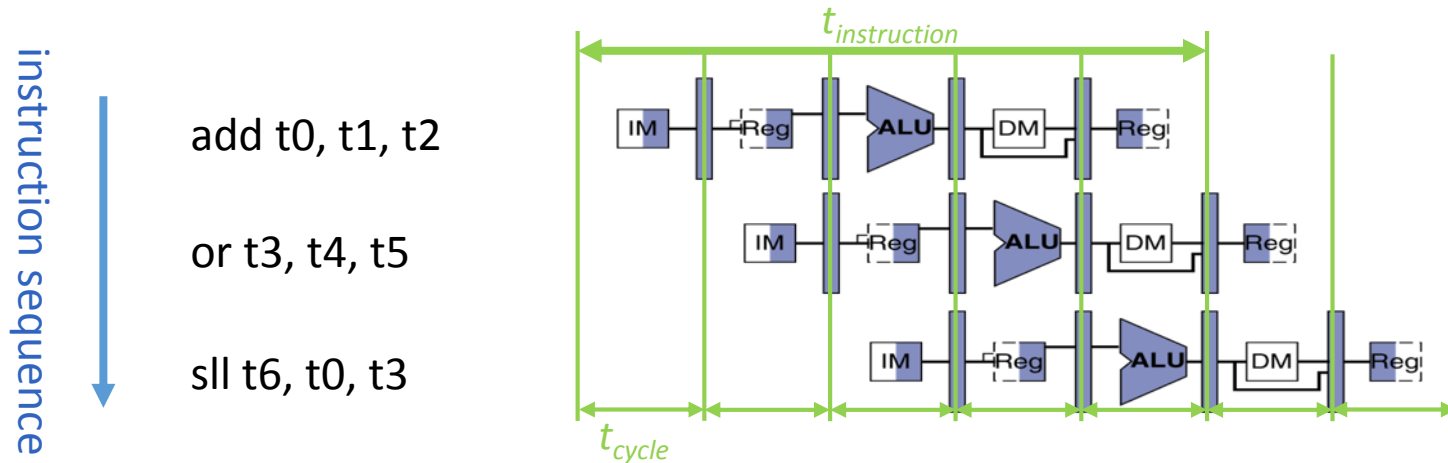 instruction sequence
t_instruction
add t0, t1, t2
IM Reg ALU DM Reg
or t3, t4, t5
IM Reg ALU DM Reg
sll t6, t0, t3
IM Reg ALU DM Reg
t_cycle